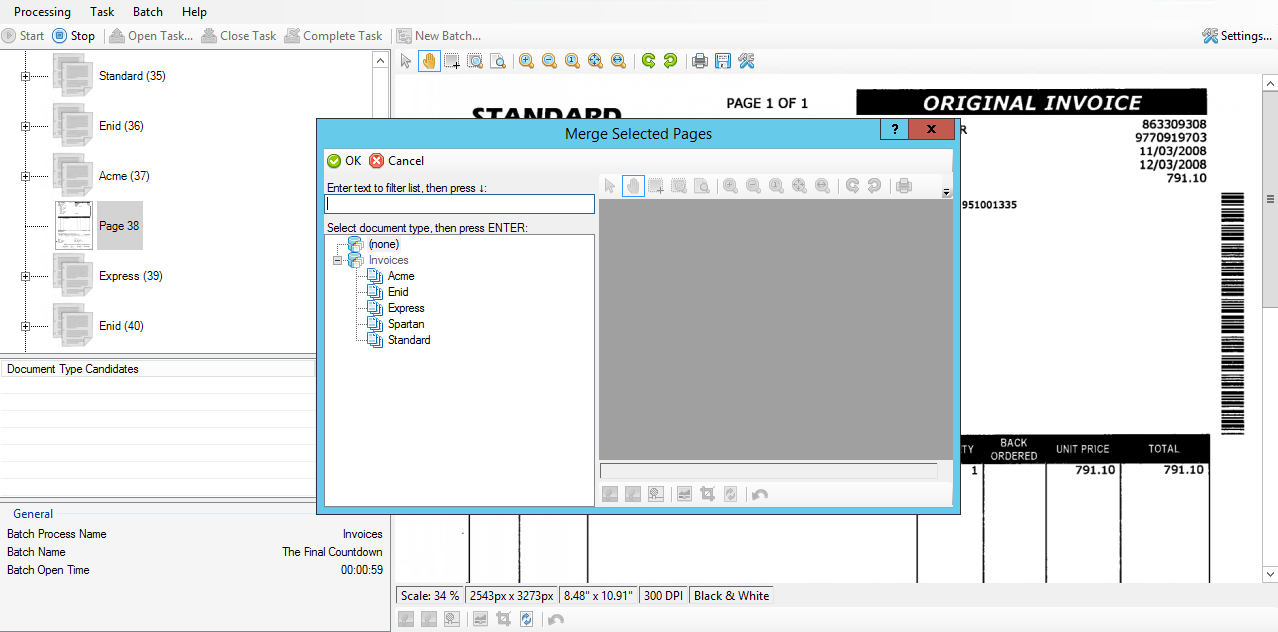 Processing Task Batch Help
Start Stop Open Task... Close Task Complete Task New Batch... Settings...
Standard (35)
Enid (36)
Acme (37)
Page 38
Express (39)
Enid (40)
Document Type Candidates
General
Batch Process Name Invoices
Batch Name The Final Countdown
Batch Open Time 00:00:59
STANDARD
PAGE 1 OF 1
ORIGINAL INVOICE
R
863309308
9770919703
11/03/2008
12/03/2008
791.10
951001335
TY BACK ORDERED UNIT PRICE TOTAL
1 791.10 791.10
Merge Selected Pages
? X
OK Cancel
Enter text to filter list, then press ↓:
Select document type, then press ENTER:
(none)
Invoices
Acme
Enid
Express
Spartan
Standard
Scale: 34 % 2543px x 3273px 8.48" x 10.91" 300 DPI Black & White